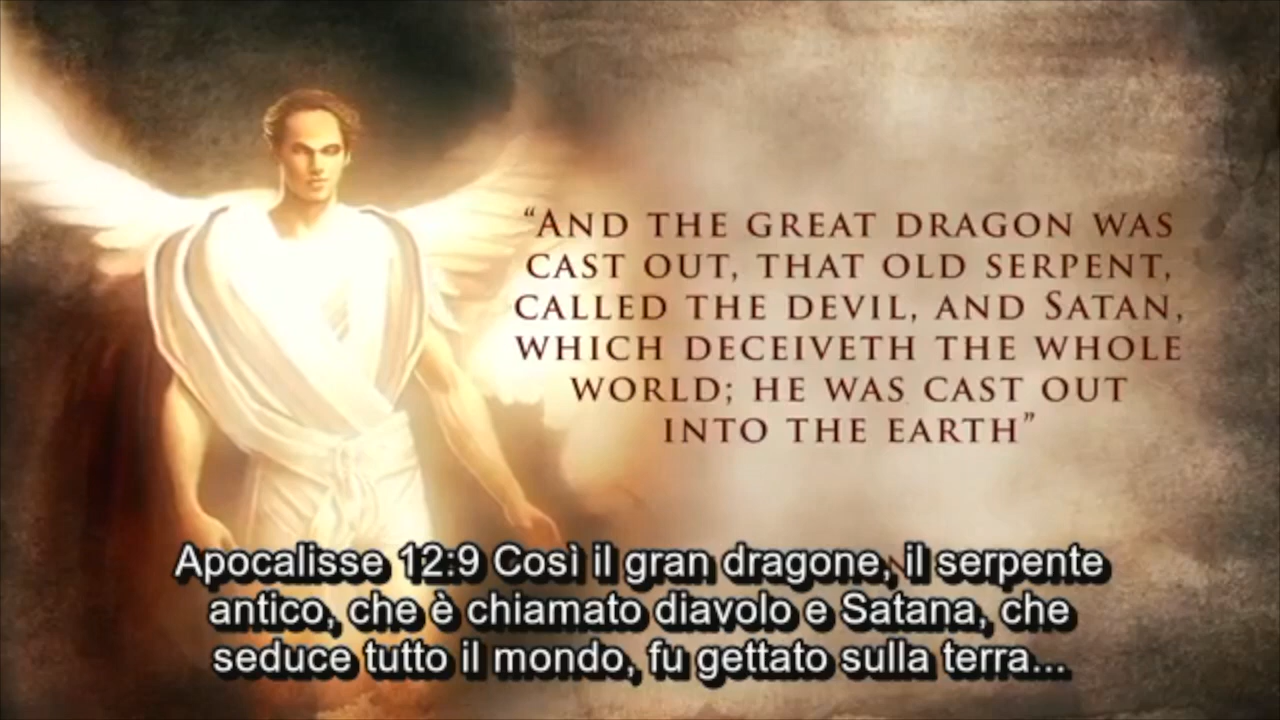 “And the great dragon was
cast out, that old serpent,
called the devil, and Satan,
which deceiveth the whole
world; he was cast out
into the earth”
Apocalisse 12:9 Così il gran dragone, il serpente
antico, che è chiamato diavolo e Satana, che
seduce tutto il mondo, fu gettato sulla terra...